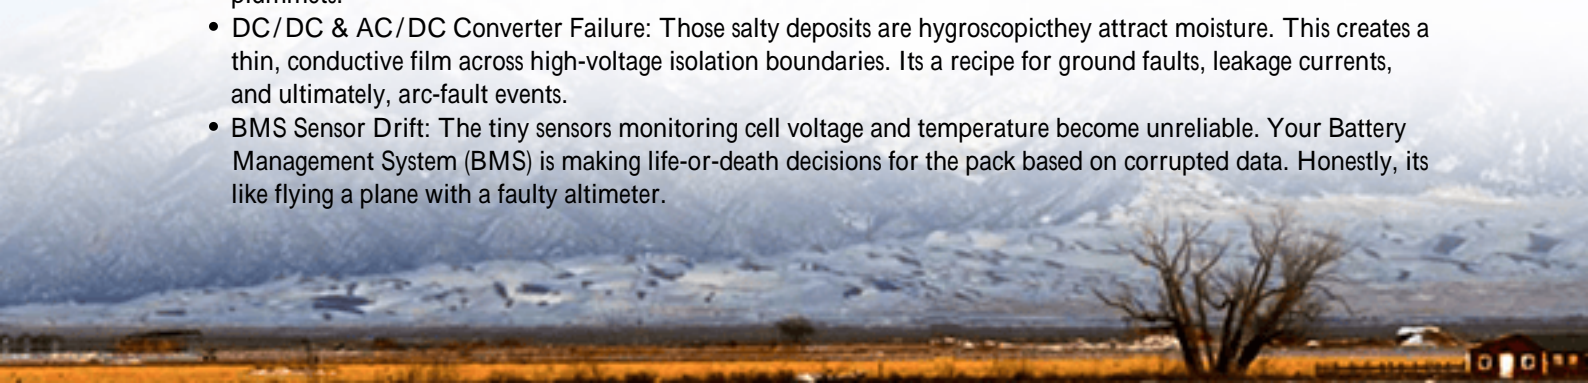 plummets.
• DC/DC & AC/DC Converter Failure: Those salty deposits are hygroscopicthey attract moisture. This creates a
thin, conductive film across high-voltage isolation boundaries. Its a recipe for ground faults, leakage currents,
and ultimately, arc-fault events.
• BMS Sensor Drift: The tiny sensors monitoring cell voltage and temperature become unreliable. Your Battery
Management System (BMS) is making life-or-death decisions for the pack based on corrupted data. Honestly, its
like flying a plane with a faulty altimeter.